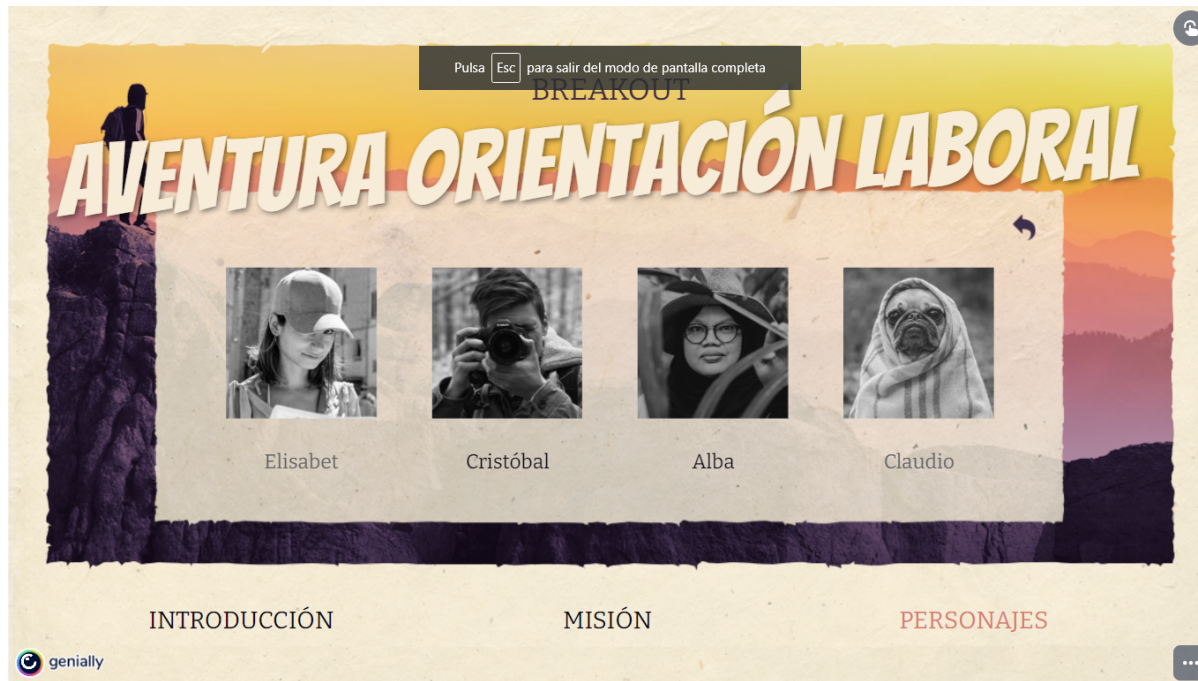 Pulsa Esc para salir del modo de pantalla completa
BREAKOUT
AVENTURA ORIENTACIÓN LABORAL
Elisabet Cristóbal Alba Claudio
INTRODUCCIÓN MISIÓN PERSONAJES
genially